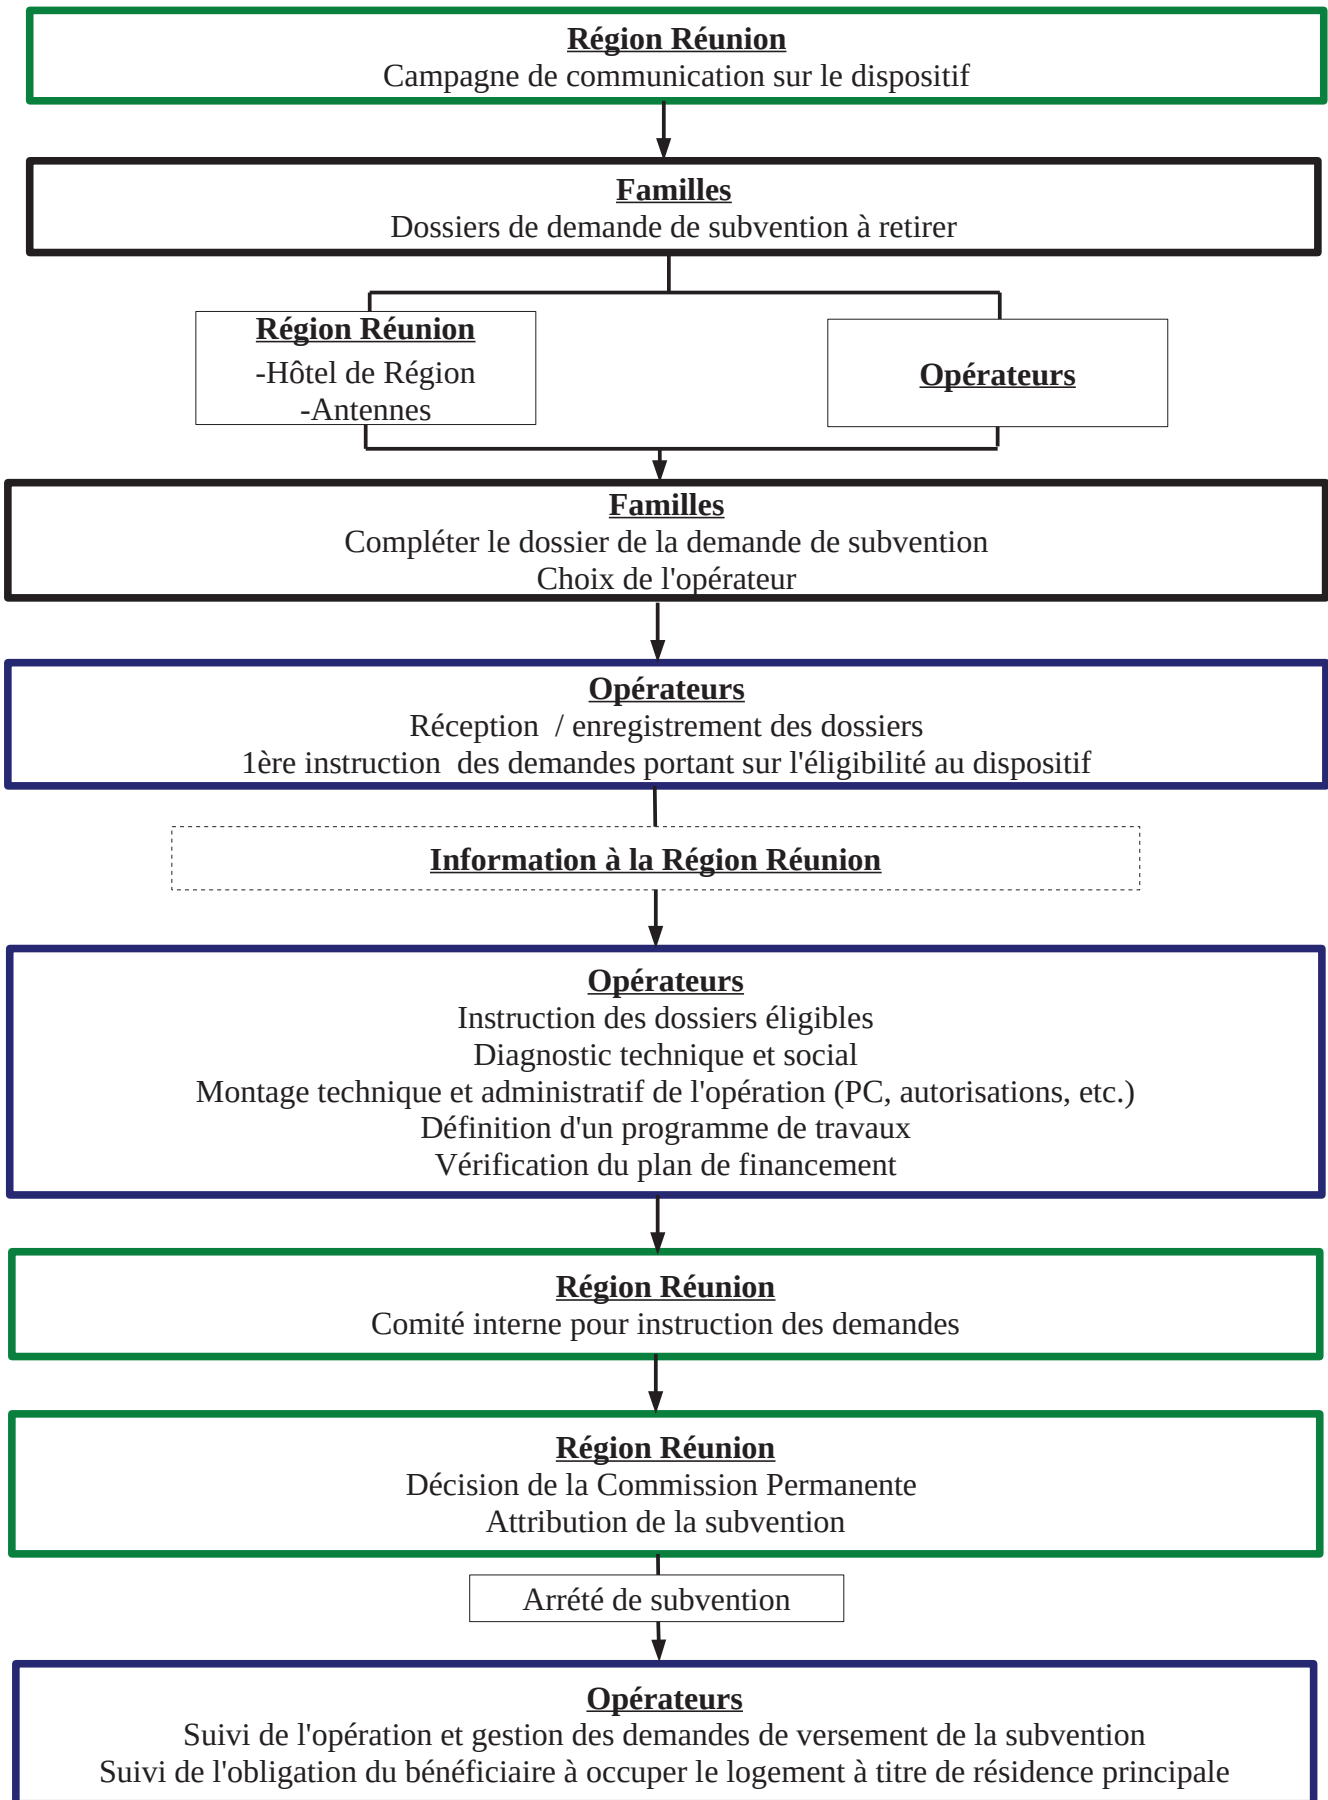 Région Réunion
Campagne de communication sur le dispositif
Familles
Dossiers de demande de subvention à retirer
Région Réunion
-Hôtel de Région
-Antennes
Opérateurs
Familles
Compléter le dossier de la demande de subvention
Choix de l'opérateur
Opérateurs
Réception / enregistrement des dossiers
1ère instruction des demandes portant sur l'éligibilité au dispositif
Information à la Région Réunion
Opérateurs
Instruction des dossiers éligibles
Diagnostic technique et social
Montage technique et administratif de l'opération (PC, autorisations, etc.)
Définition d'un programme de travaux
Vérification du plan de financement
Région Réunion
Comité interne pour instruction des demandes
Région Réunion
Décision de la Commission Permanente
Attribution de la subvention
Arrété de subvention
Opérateurs
Suivi de l'opération et gestion des demandes de versement de la subvention
Suivi de l'obligation du bénéficiaire à occuper le logement à titre de résidence principale